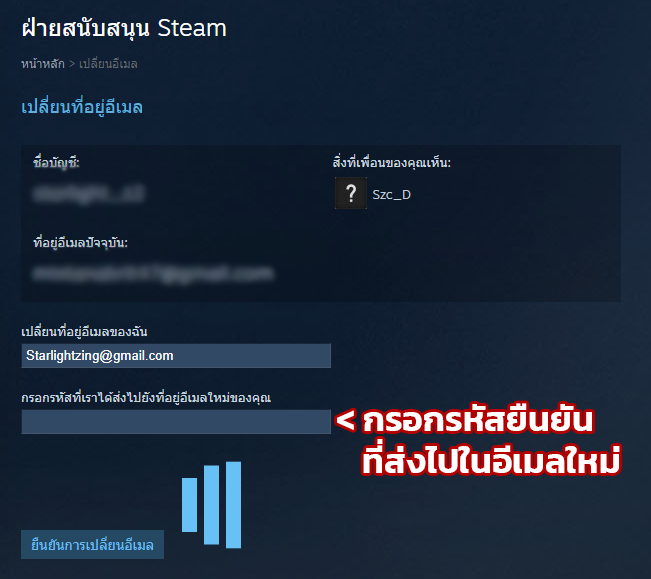 ฝ่ายสนับสนุน Steam
หน้าหลัก > เปลี่ยนอีเมล
เปลี่ยนที่อยู่อีเมล
ชื่อบัญชี:
สิ่งที่เพื่อนของคุณเห็น:
?
Szc_D
ที่อยู่อีเมลปัจจุบัน:
เปลี่ยนที่อยู่อีเมลของฉัน
Starlightzing@gmail.com
กรอกรหัสที่เราได้ส่งไปยังที่อยู่อีเมลใหม่ของคุณ
< กรอกรหัสยืนยัน
ที่ส่งไปในอีเมลใหม่
ยืนยันการเปลี่ยนอีเมล